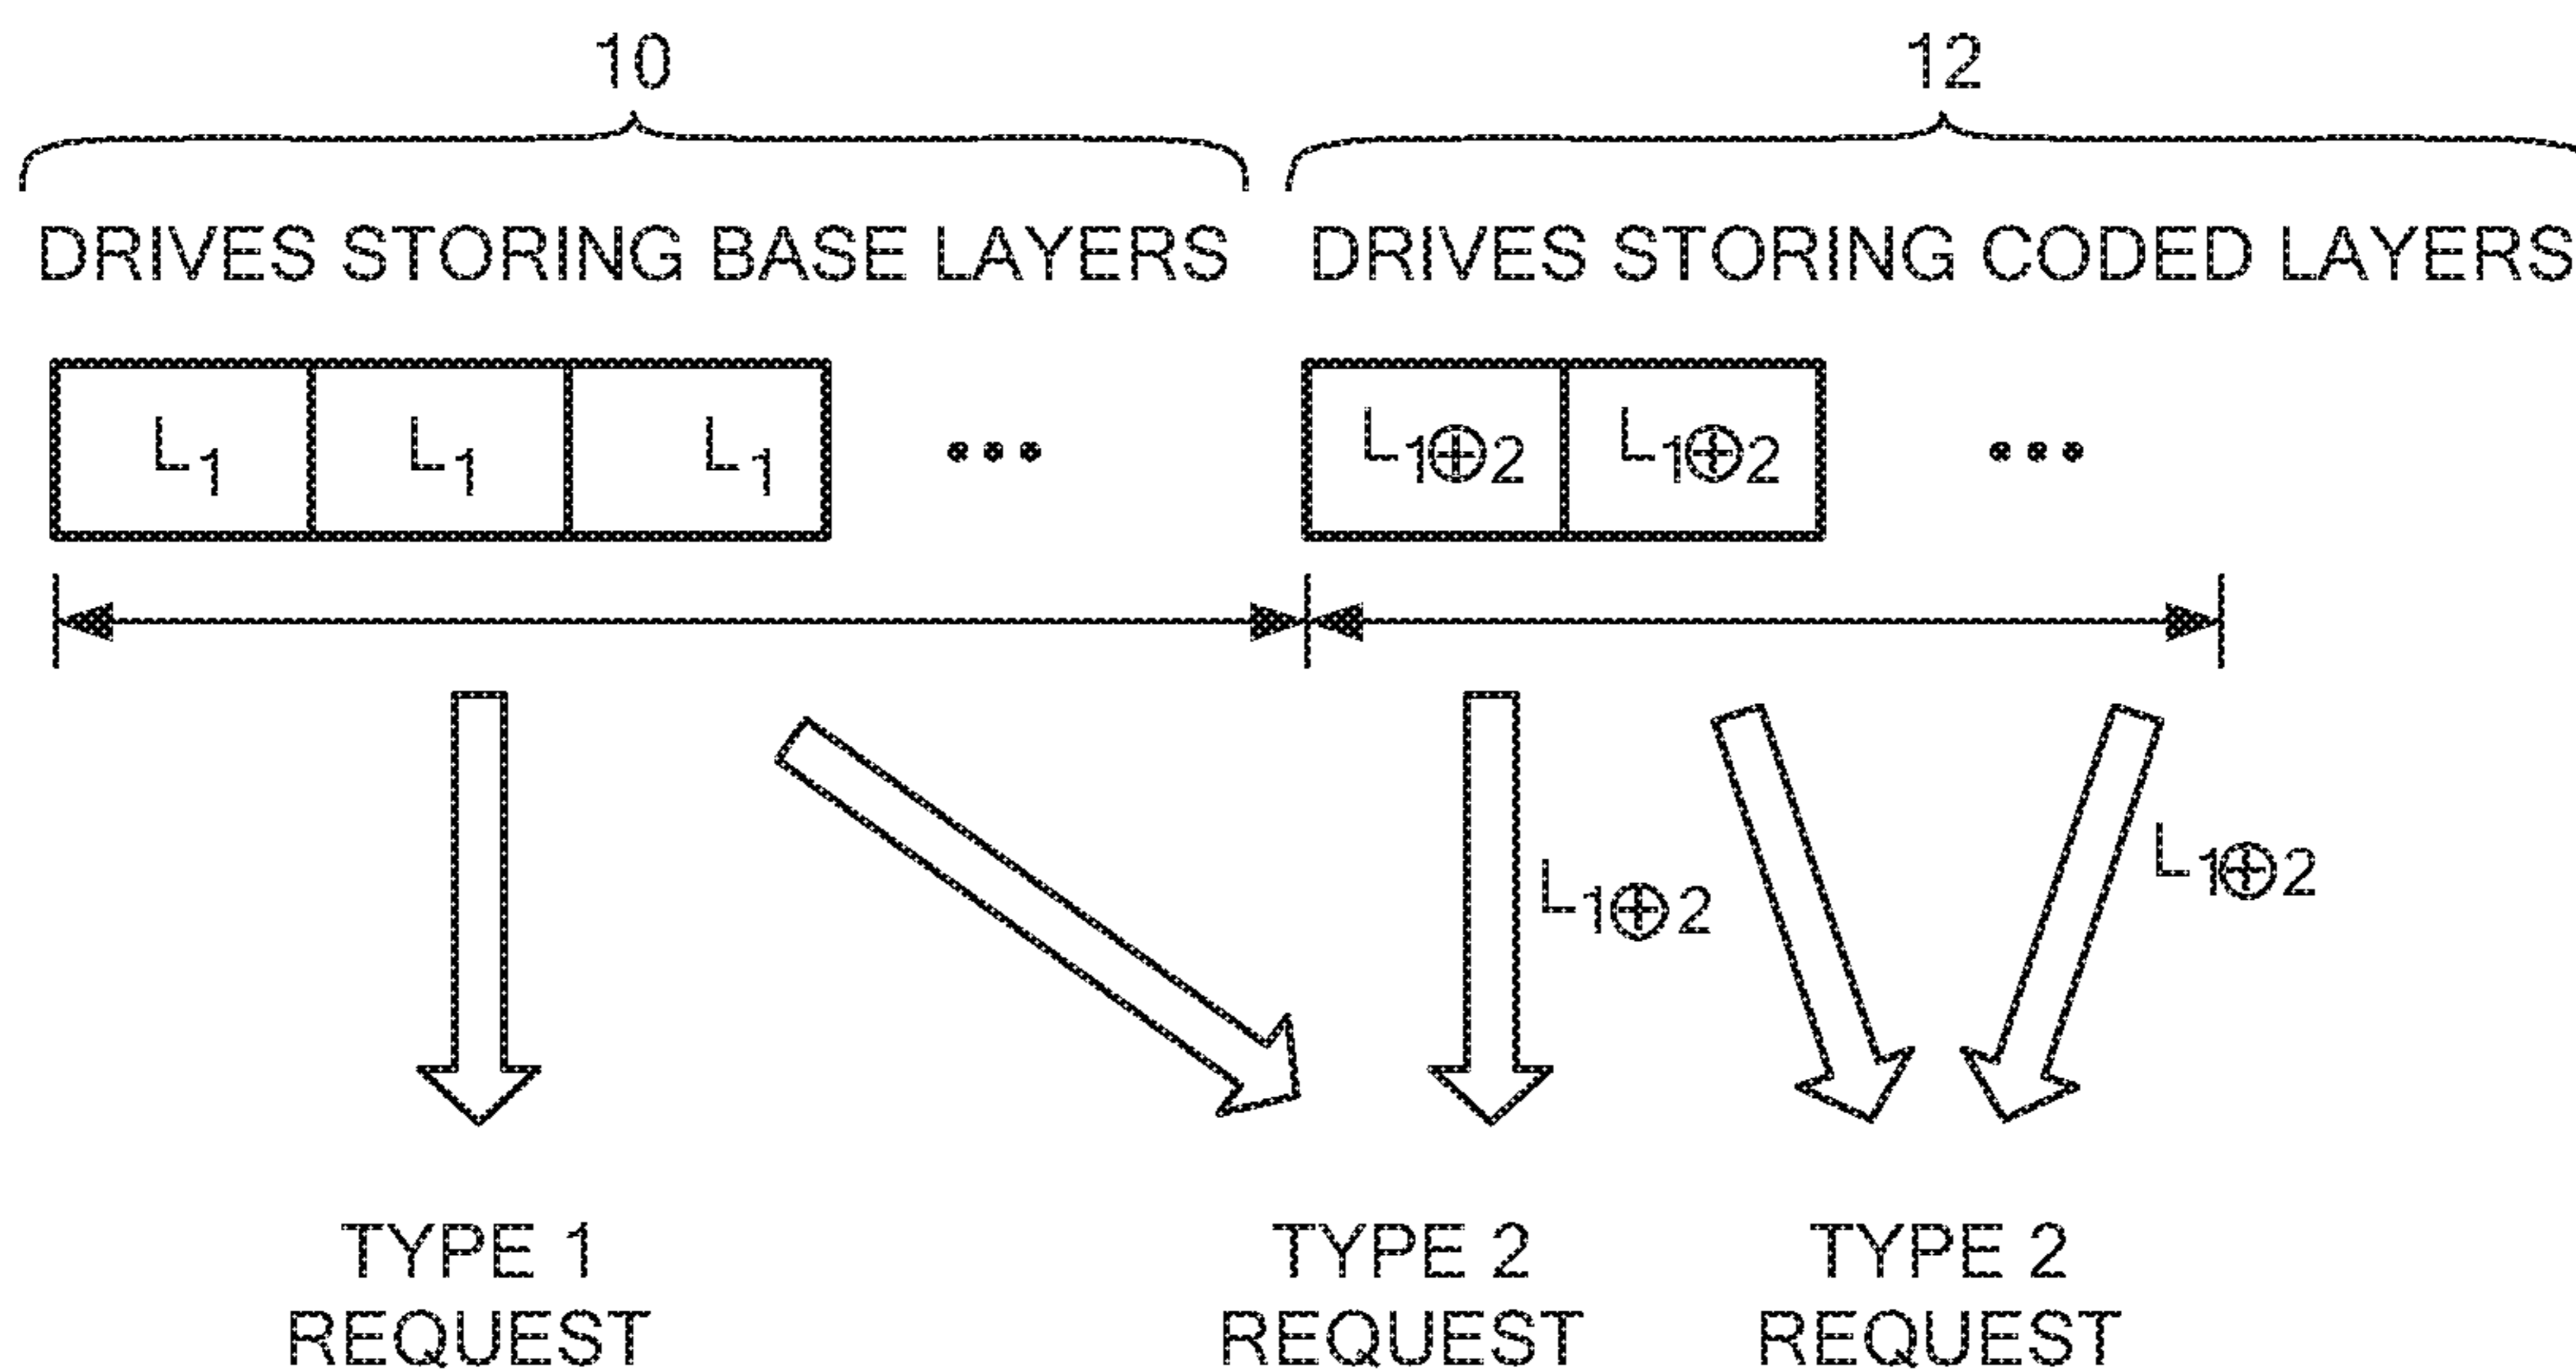 10 12
DRIVES STORING BASE LAYERS DRIVES STORING CODED LAYERS
L1 L1 L1 ••• L1⊕2 L1⊕2 •••
L1⊕2 L1⊕2
TYPE 1 TYPE 2 TYPE 2
REQUEST REQUEST REQUEST